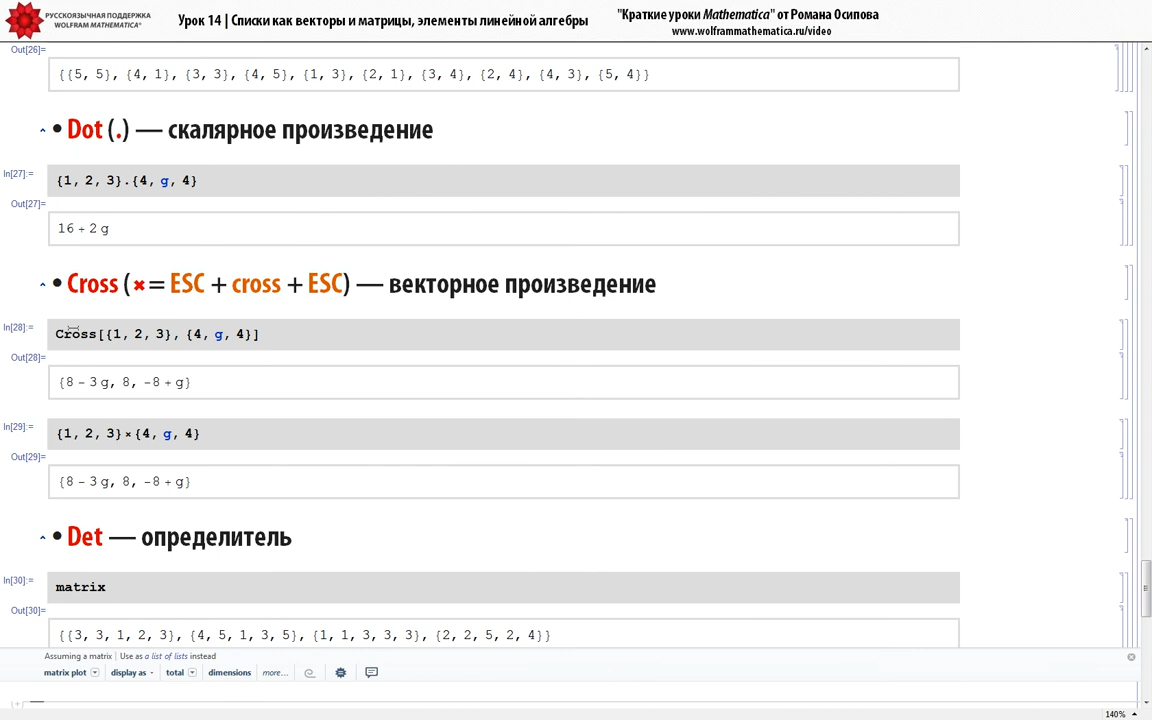 РУССКОЯЗЫЧНАЯ ПОДДЕРЖКА
WOLFRAM MATHEMATICA®
Урок 14 | Списки как векторы и матрицы, элементы линейной алгебры
"Краткие уроки Mathematica" от Романа Осипова
www.wolframmathematica.ru/video
Out[26]=
{{5, 5}, {4, 1}, {3, 3}, {4, 5}, {1, 3}, {2, 1}, {3, 4}, {2, 4}, {4, 3}, {5, 4}}
• Dot (.) — скалярное произведение
In[27]:=
{1, 2, 3}.{4, g, 4}
Out[27]=
16 + 2 g
• Cross (× = ESC + cross + ESC) — векторное произведение
In[28]:=
Cross[{1, 2, 3}, {4, g, 4}]
Out[28]=
{8 - 3 g, 8, -8 + g}
In[29]:=
{1, 2, 3} × {4, g, 4}
Out[29]=
{8 - 3 g, 8, -8 + g}
• Det — определитель
In[30]:=
matrix
Out[30]=
{{3, 3, 1, 2, 3}, {4, 5, 1, 3, 5}, {1, 1, 3, 3, 3}, {2, 2, 5, 2, 4}}
Assuming a matrix | Use as a list of lists instead
matrix plot display as total dimensions more...
140%